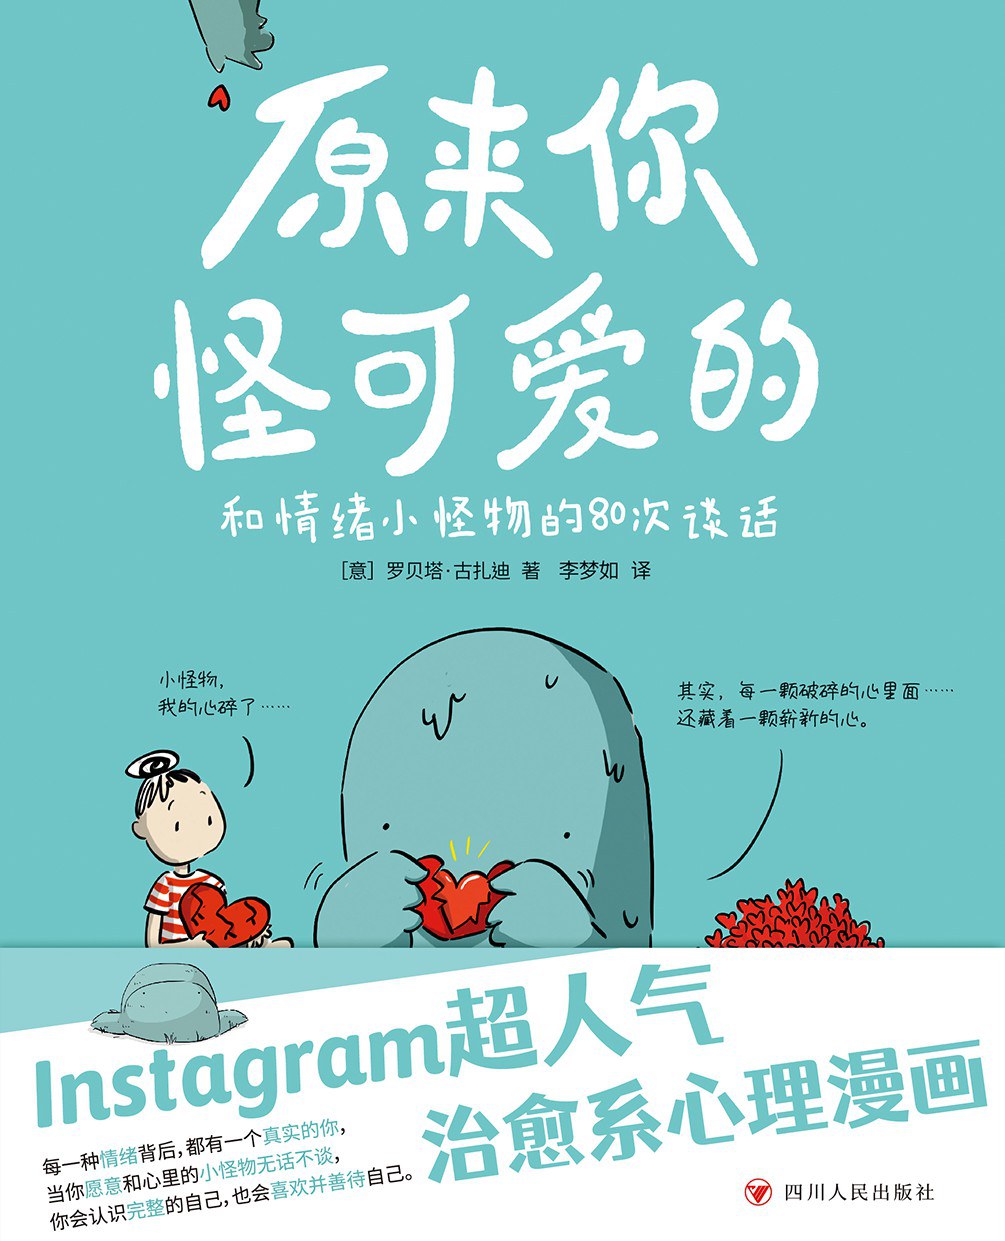 原来你
怪可爱的
和情绪小怪物的80次谈话
[意] 罗贝塔·古扎迪 著 李梦如 译
小怪物，
我的心碎了……
其实，每一颗破碎的心里面……
还藏着一颗崭新的心。
Instagram超人气
治愈系心理漫画
每一种情绪背后，都有一个真实的你，
当你愿意和心里的小怪物无话不谈，
你会认识完整的自己，也会喜欢并善待自己。
四川人民出版社